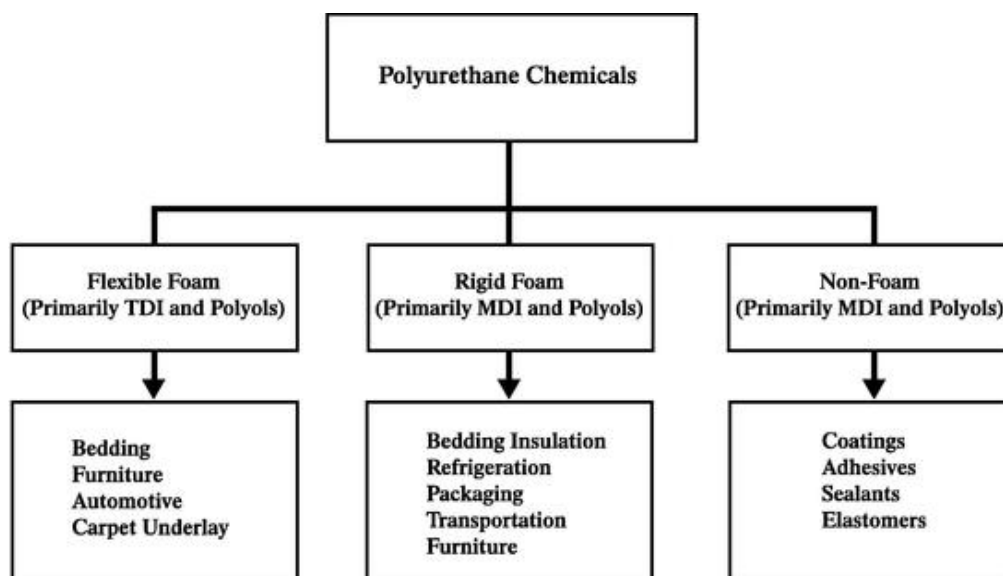 Polyurethane Chemicals
Flexible Foam
(Primarily TDI and Polyols)
Rigid Foam
(Primarily MDI and Polyols)
Non-Foam
(Primarily MDI and Polyols)
Bedding
Furniture
Automotive
Carpet Underlay
Bedding Insulation
Refrigeration
Packaging
Transportation
Furniture
Coatings
Adhesives
Sealants
Elastomers